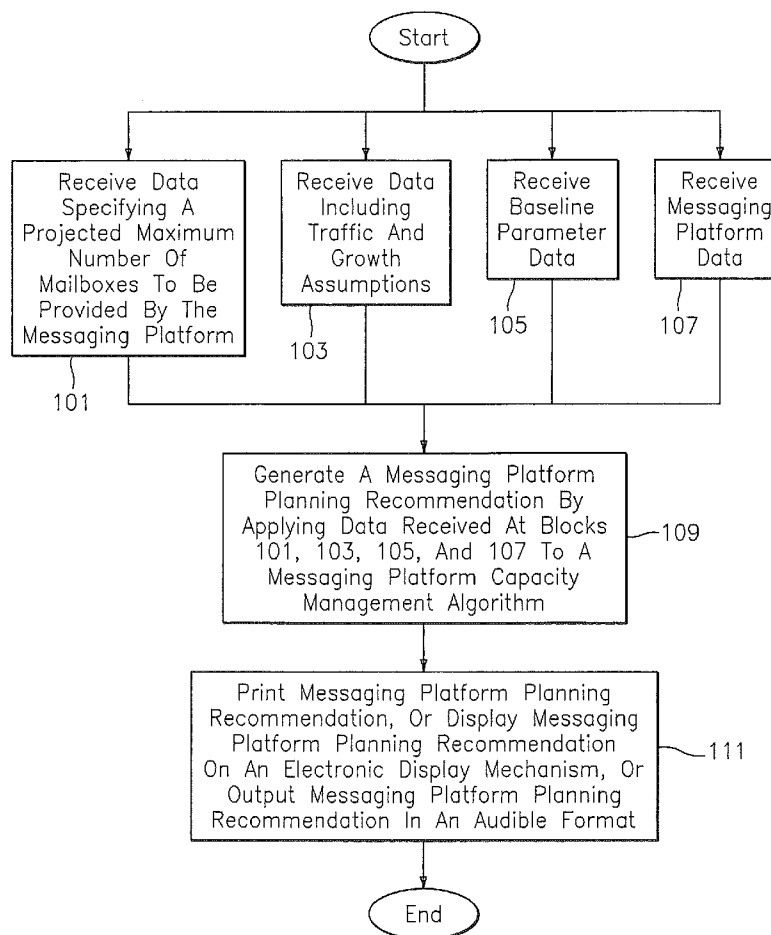 Start
Receive Data
Specifying A
Projected Maximum
Number Of
Mailboxes To Be
Provided By The
Messaging Platform
101
Receive Data
Including
Traffic And
Growth
Assumptions
103
Receive
Baseline
Parameter
Data
105
Receive
Messaging
Platform
Data
107
Generate A Messaging Platform
Planning Recommendation By
Applying Data Received At Blocks
101, 103, 105, And 107 To A
Messaging Platform Capacity
Management Algorithm
109
Print Messaging Platform Planning
Recommendation, Or Display Messaging
Platform Planning Recommendation
On An Electronic Display Mechanism, Or
Output Messaging Platform Planning
Recommendation In An Audible Format
111
End